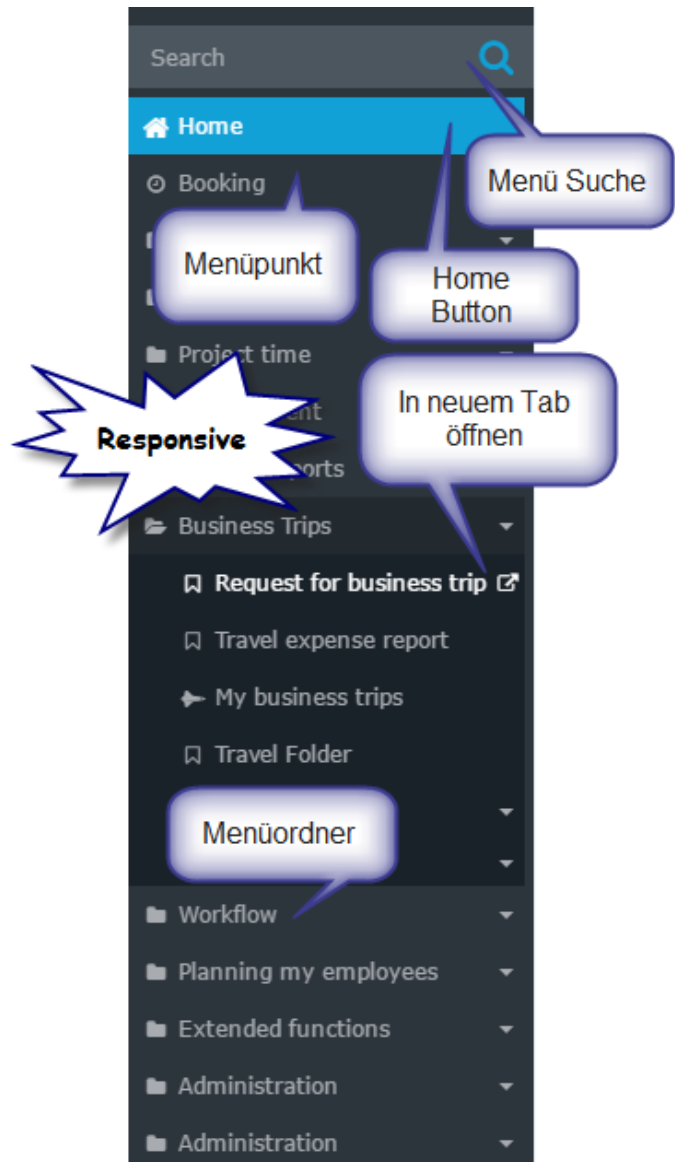 Search
Home
Menü Suche
Booking
Menüpunkt
Home
Button
Project time
In neuem Tab
öffnen
Responsive
Business Trips
Request for business trip
Travel expense report
My business trips
Travel Folder
Menüordner
Workflow
Planning my employees
Extended functions
Administration
Administration